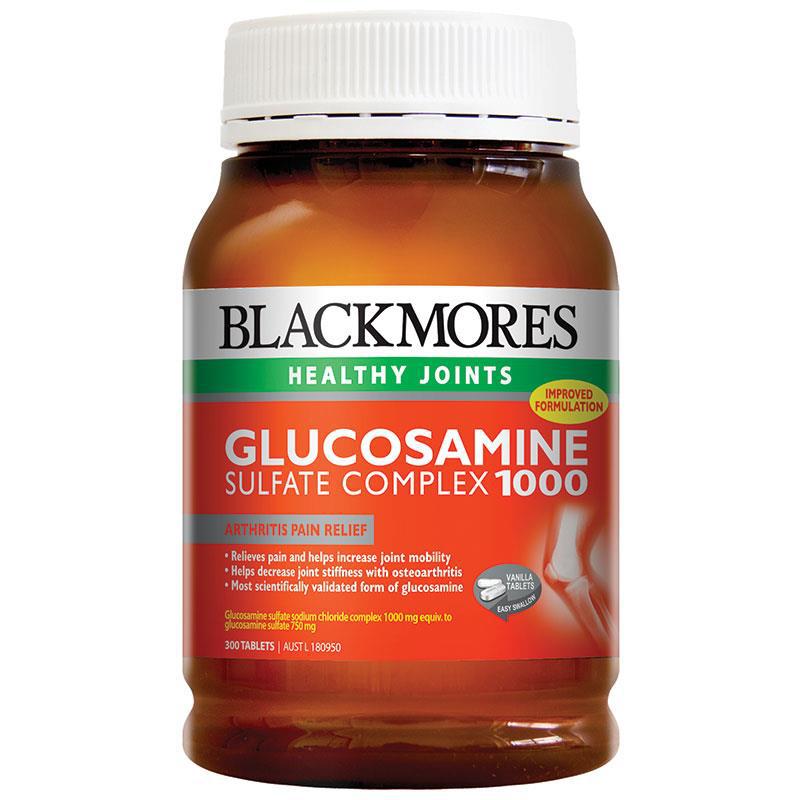 BLACKMORES
HEALTHY JOINTS
IMPROVED
FORMULATION
GLUCOSAMINE
SULFATE COMPLEX 1000
ARTHRITIS PAIN RELIEF
• Relieves pain and helps increase joint mobility
• Helps decrease joint stiffness with osteoarthritis
• Most scientifically validated form of glucosamine
VANILLA
TABLETS
EASY SWALLOW
Glucosamine sulfate sodium chloride complex 1000 mg equiv. to
glucosamine sulfate 750 mg
300 TABLETS | AUST L 180950